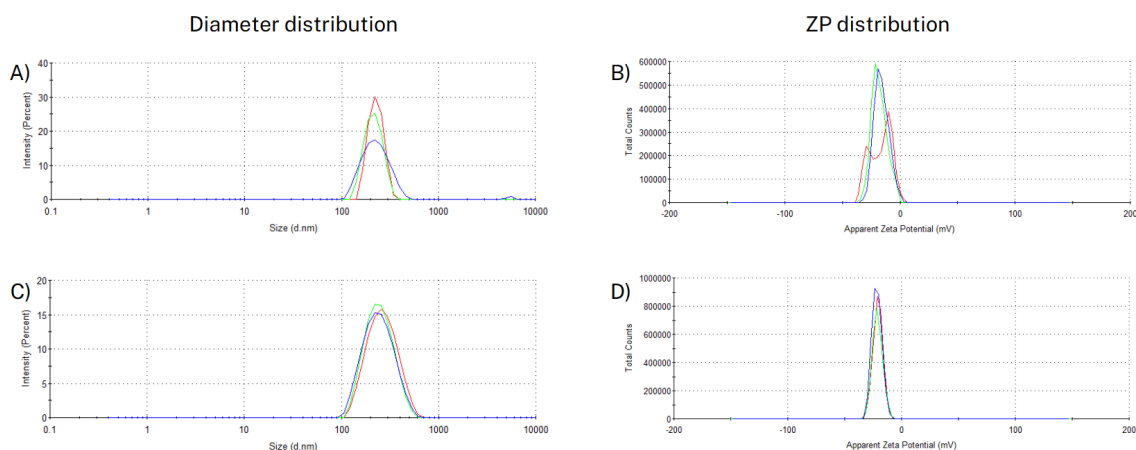 Diameter distribution
ZP distribution
A)
Intensity (Percent)
40
30
20
10
0
0.1 1 10 100 1000 10000
Size (d.nm)
B)
Total Counts
600000
500000
400000
300000
200000
100000
0
-200 -100 0 100 200
Apparent Zeta Potential (mV)
C)
Intensity (Percent)
20
15
10
5
0
0.1 1 10 100 1000 10000
Size (d.nm)
D)
Total Counts
1000000
800000
600000
400000
200000
0
-200 -100 0 100 200
Apparent Zeta Potential (mV)